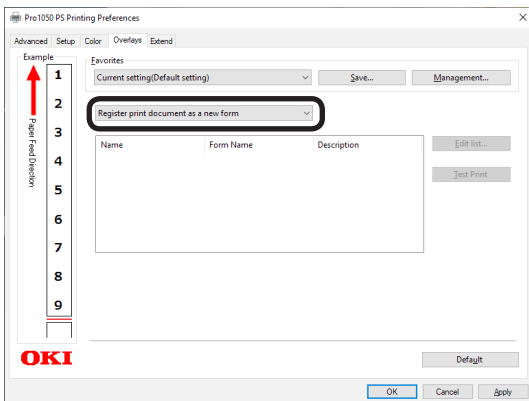 Pro1050 PS Printing Preferences
Advanced Setup Color Overlays Extend
Example
Paper Feed Direction
1
2
3
4
5
6
7
8
9
OKI
Favorites
Current setting(Default setting) Save... Management...
Register print document as a new form
Name Form Name Description
Edit list...
Test Print
Default
OK Cancel Apply